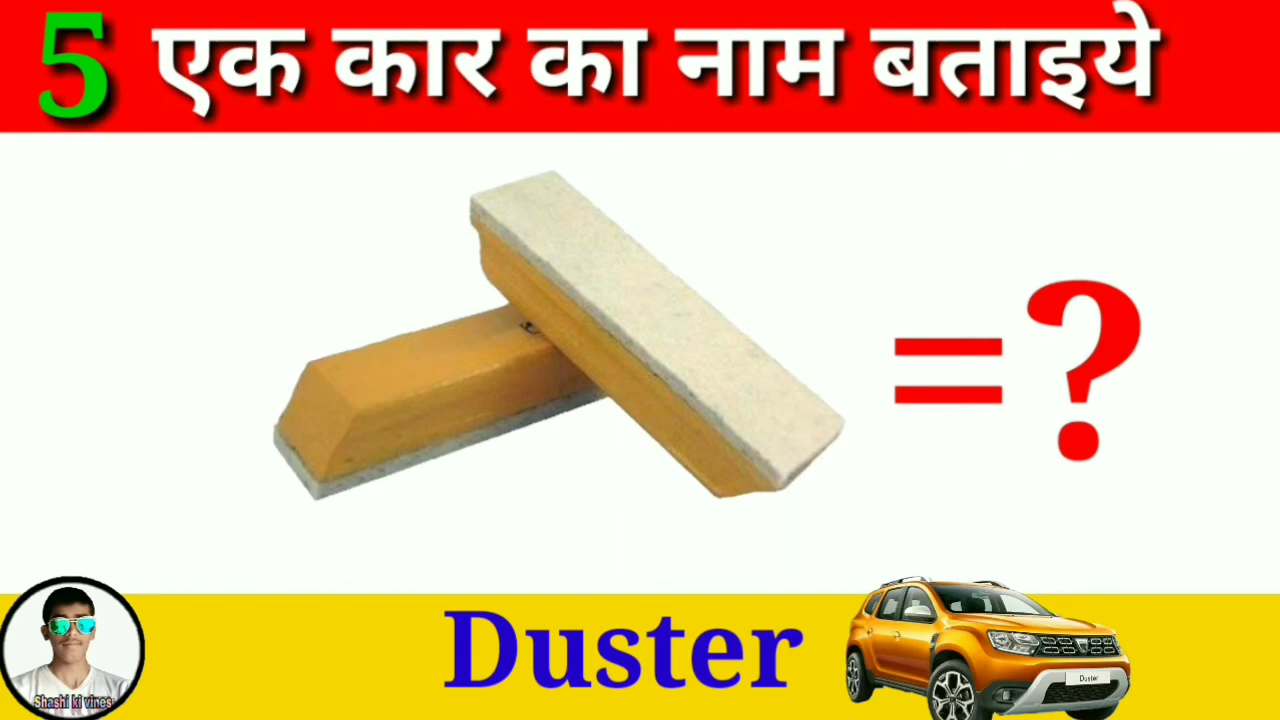 5 एक कार का नाम बताइये
=?
Duster
Duster
Shashi ki vines